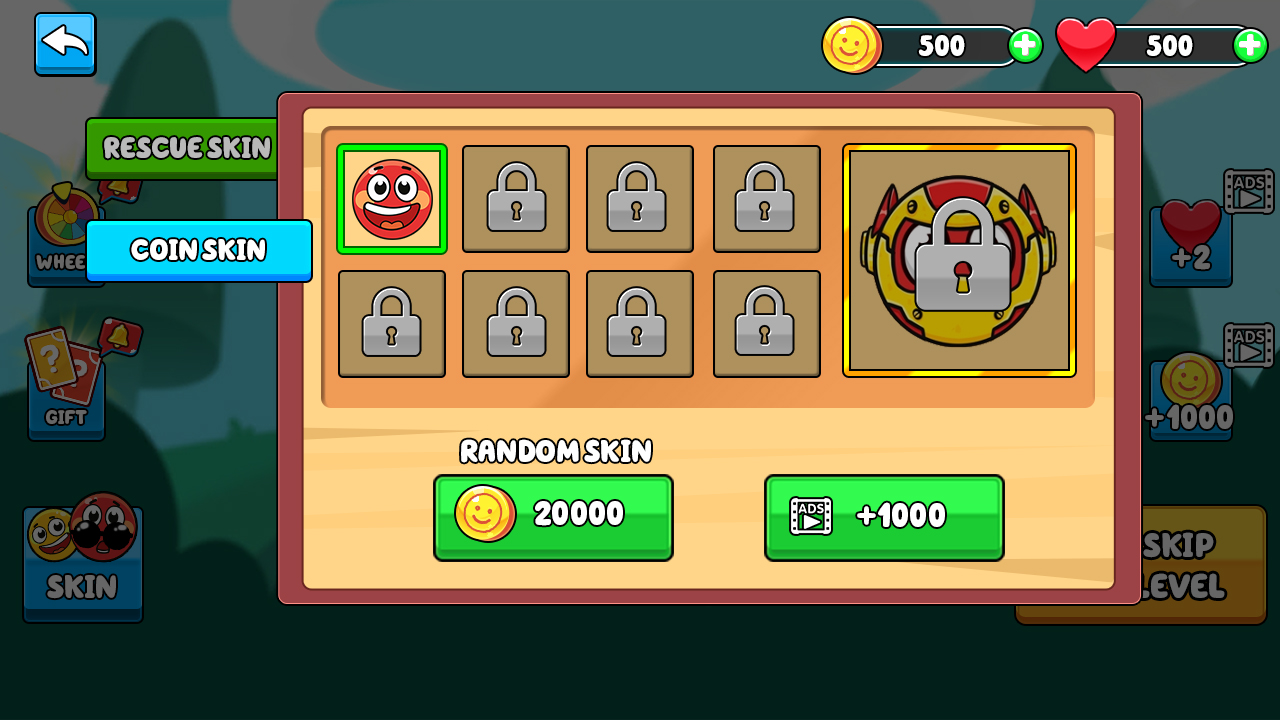 500
500
RESCUE SKIN
ADS
WHEE
COIN SKIN
+2
ADS
?
?
GIFT
+1000
RANDOM SKIN
20000
ADS
+1000
SKIP
LEVEL
SKIN